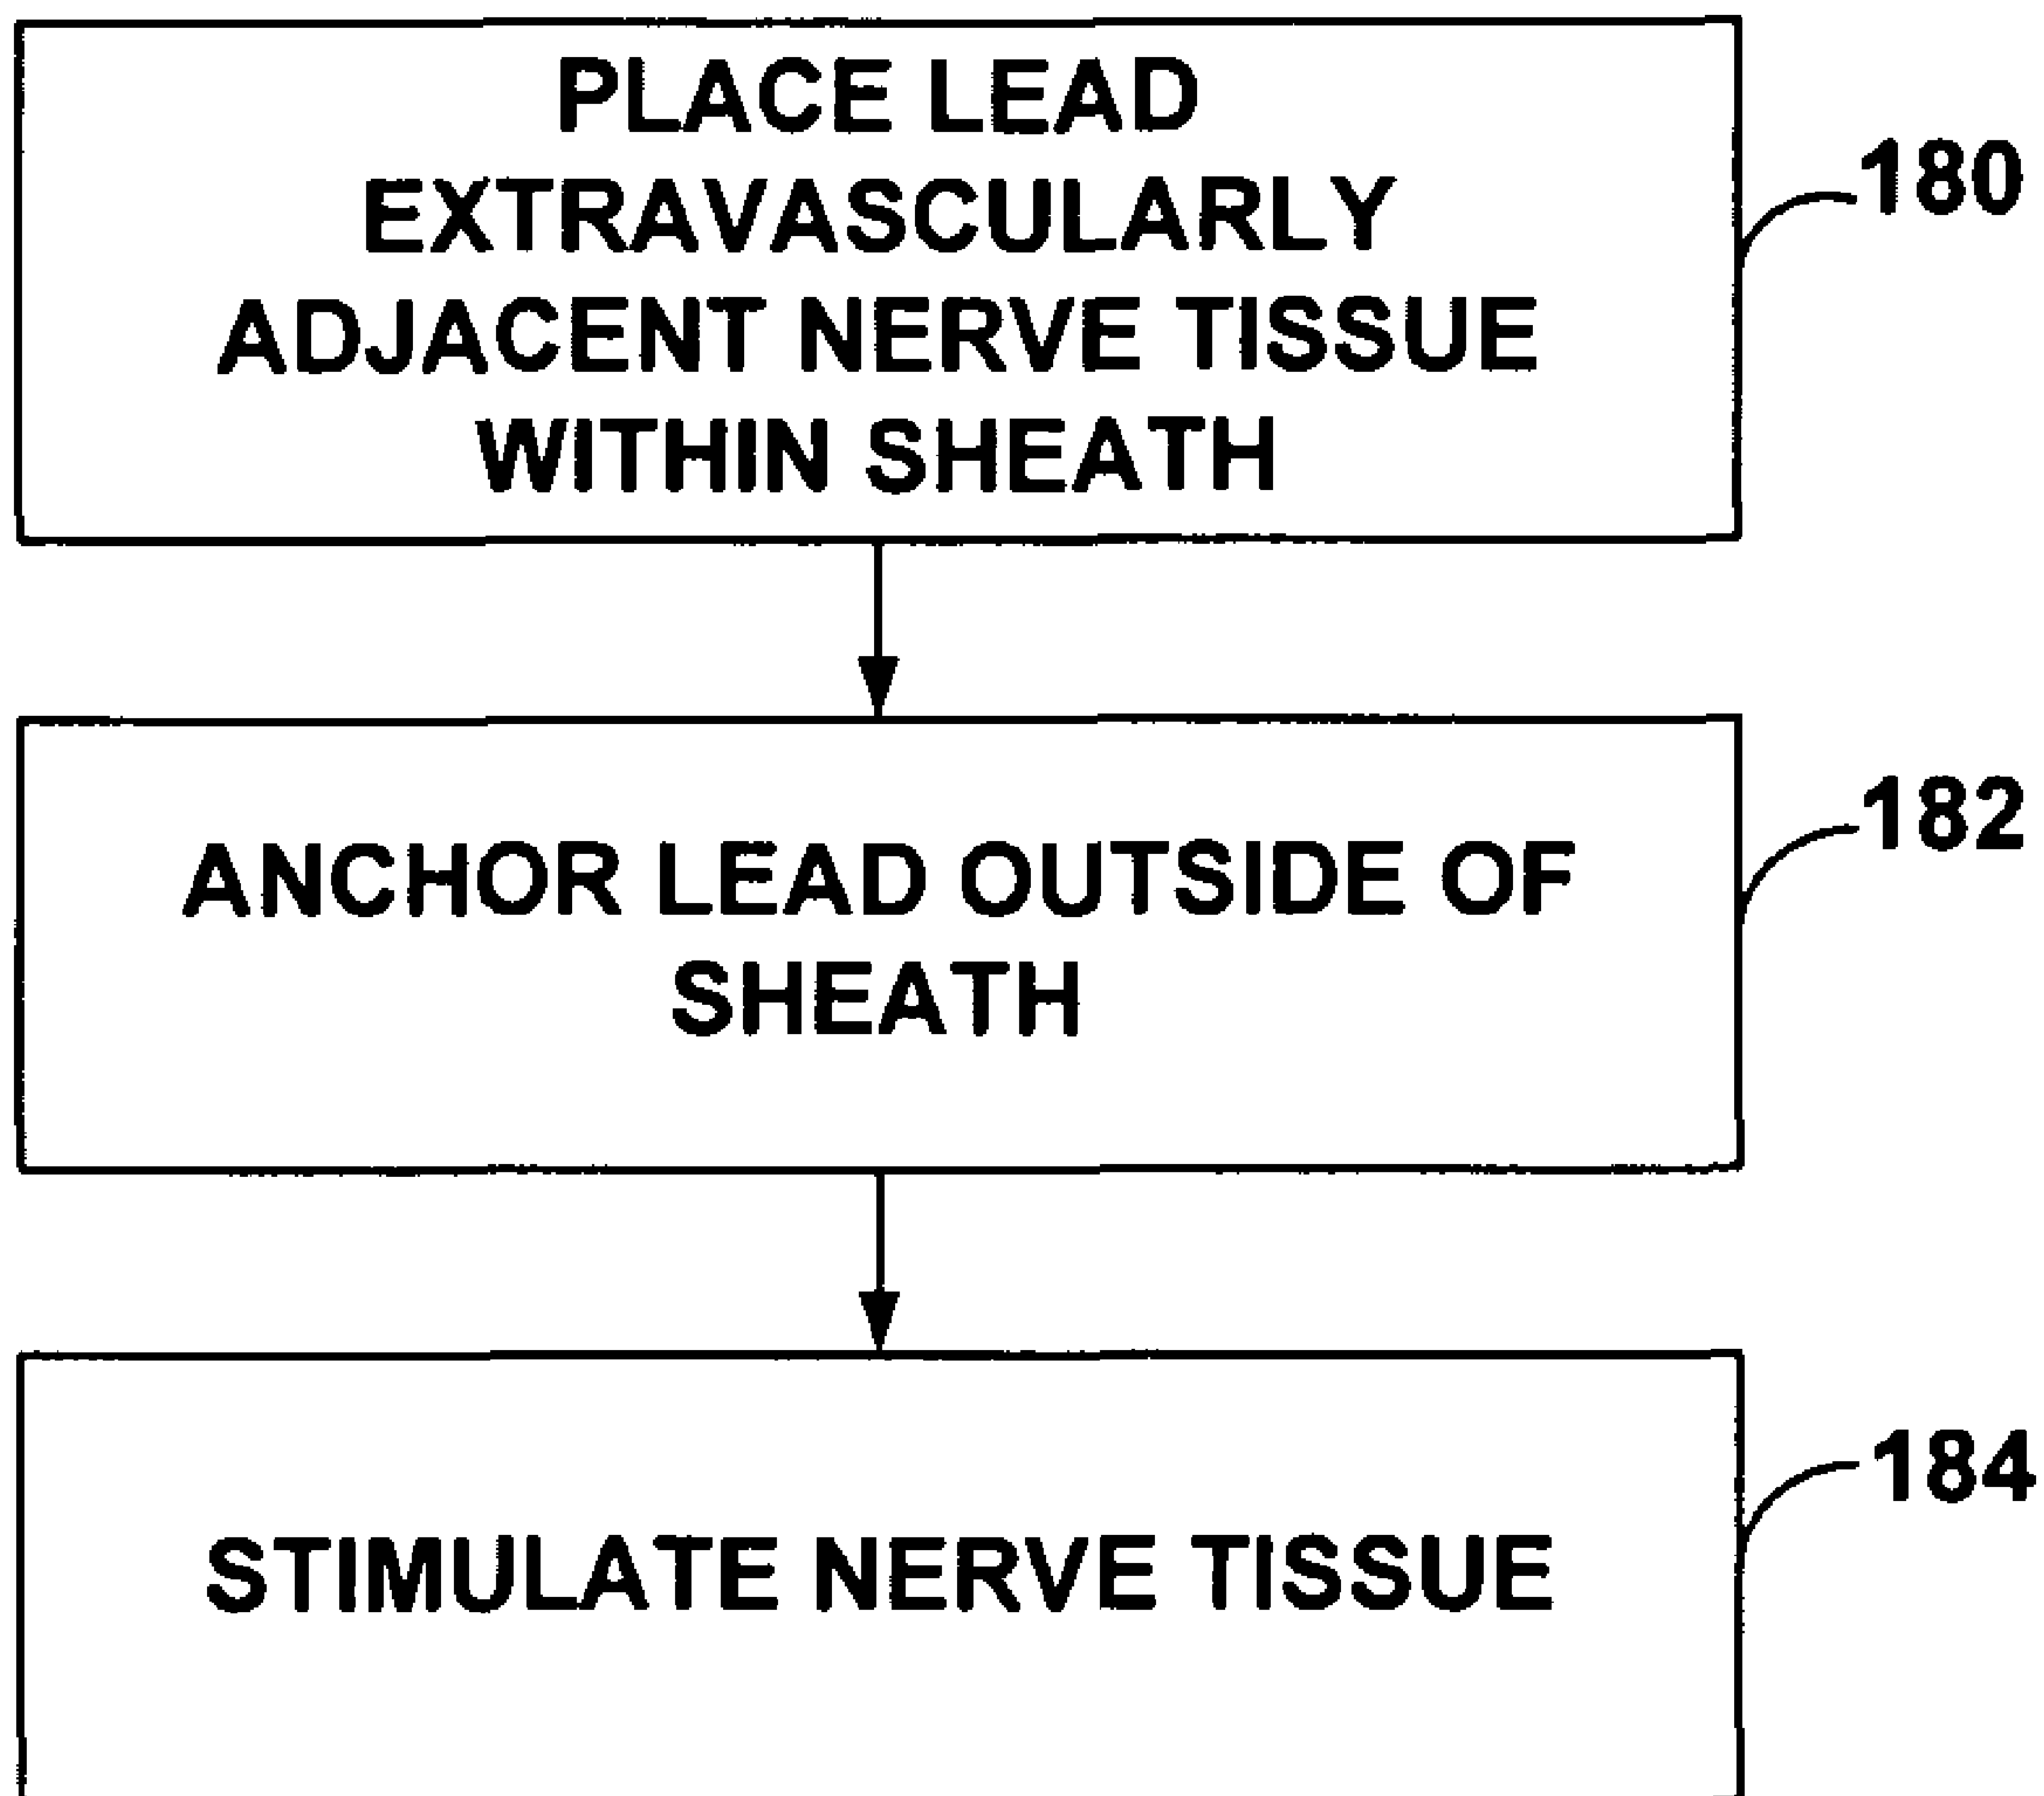 PLACE LEAD
EXTRAVASCULARLY
ADJACENT NERVE TISSUE
WITHIN SHEATH
180
ANCHOR LEAD OUTSIDE OF
SHEATH
182
STIMULATE NERVE TISSUE
184